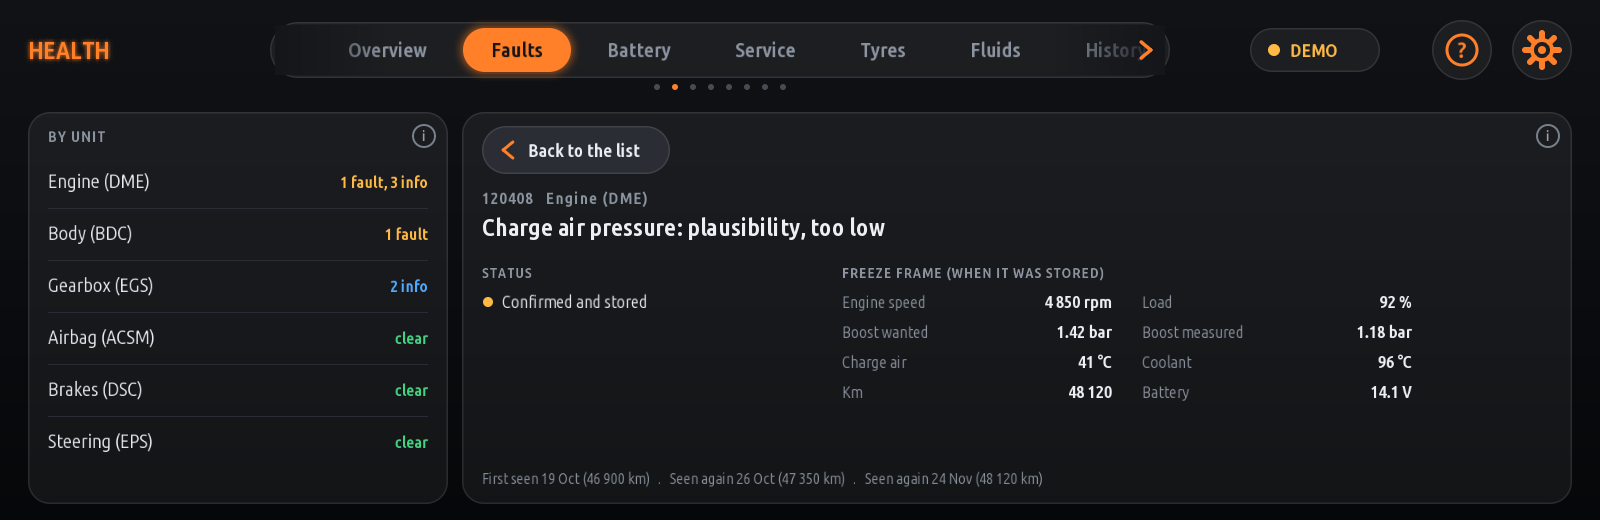 HEALTH
Overview
Faults
Battery
Service
Tyres
Fluids
History
DEMO
?
BY UNIT
i
Engine (DME) 1 fault, 3 info
Body (BDC) 1 fault
Gearbox (EGS) 2 info
Airbag (ACSM) clear
Brakes (DSC) clear
Steering (EPS) clear
Back to the list
i
120408 Engine (DME)
Charge air pressure: plausibility, too low
STATUS
Confirmed and stored
FREEZE FRAME (WHEN IT WAS STORED)
Engine speed 4 850 rpm Load 92 %
Boost wanted 1.42 bar Boost measured 1.18 bar
Charge air 41 °C Coolant 96 °C
Km 48 120 Battery 14.1 V
First seen 19 Oct (46 900 km) . Seen again 26 Oct (47 350 km) . Seen again 24 Nov (48 120 km)